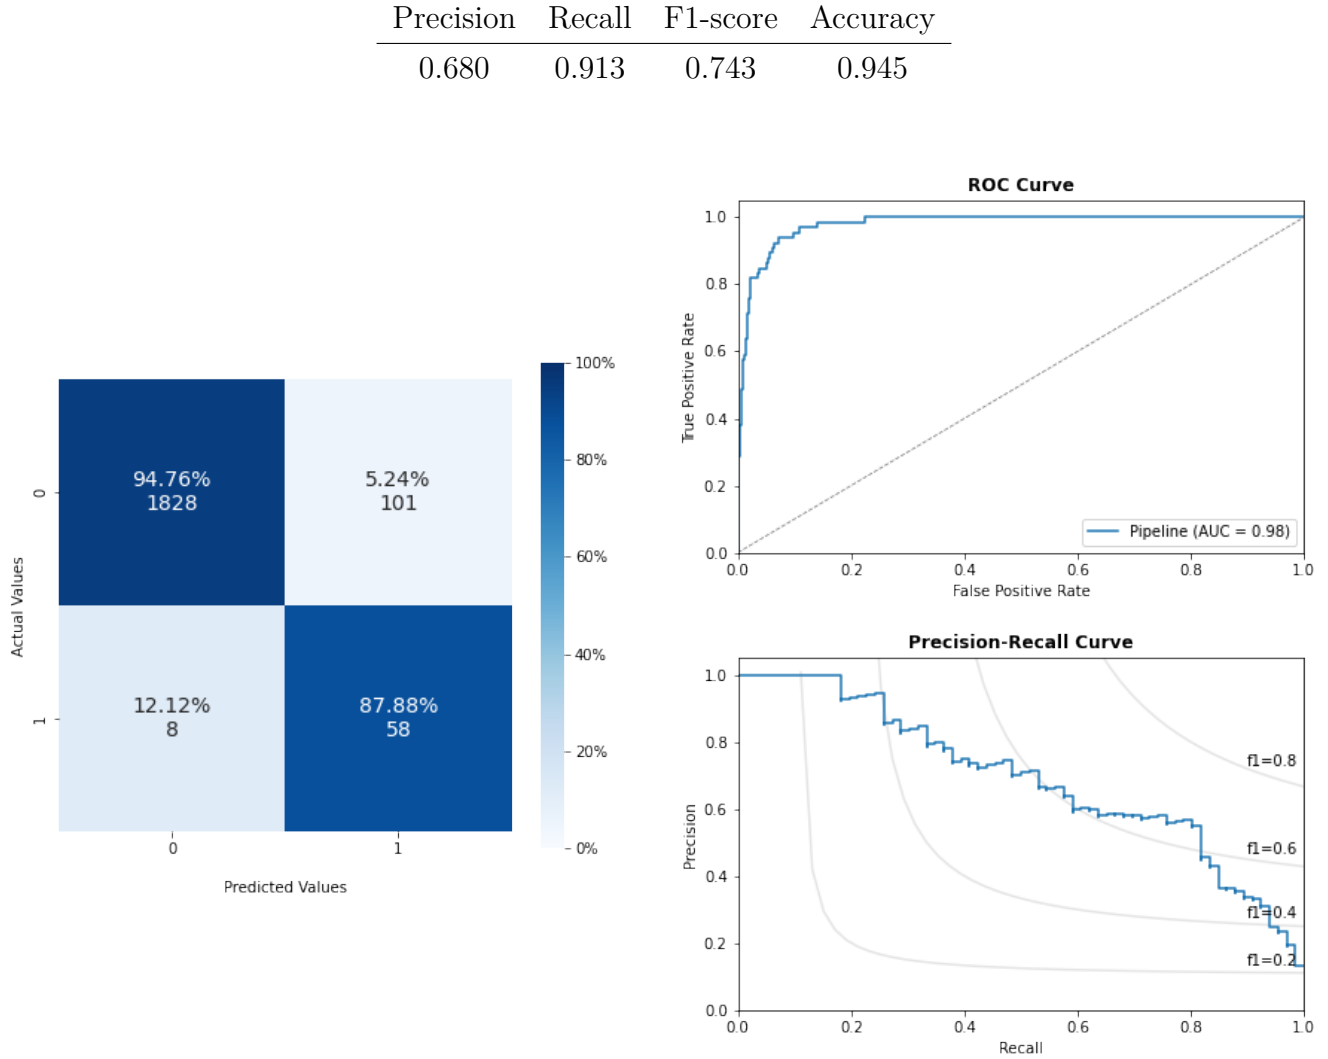 Precision Recall F1-score Accuracy
0.680 0.913 0.743 0.945
94.76%
1828
5.24%
101
12.12%
8
87.88%
58
0
1
Actual Values
0 1
Predicted Values
100%
80%
60%
40%
20%
0%
ROC Curve
1.0
0.8
0.6
0.4
0.2
0.0
True Positive Rate
Pipeline (AUC = 0.98)
0.0 0.2 0.4 0.6 0.8 1.0
False Positive Rate
Precision-Recall Curve
1.0
0.8
0.6
0.4
0.2
0.0
Precision
f1=0.8
f1=0.6
f1=0.4
f1=0.2
0.0 0.2 0.4 0.6 0.8 1.0
Recall